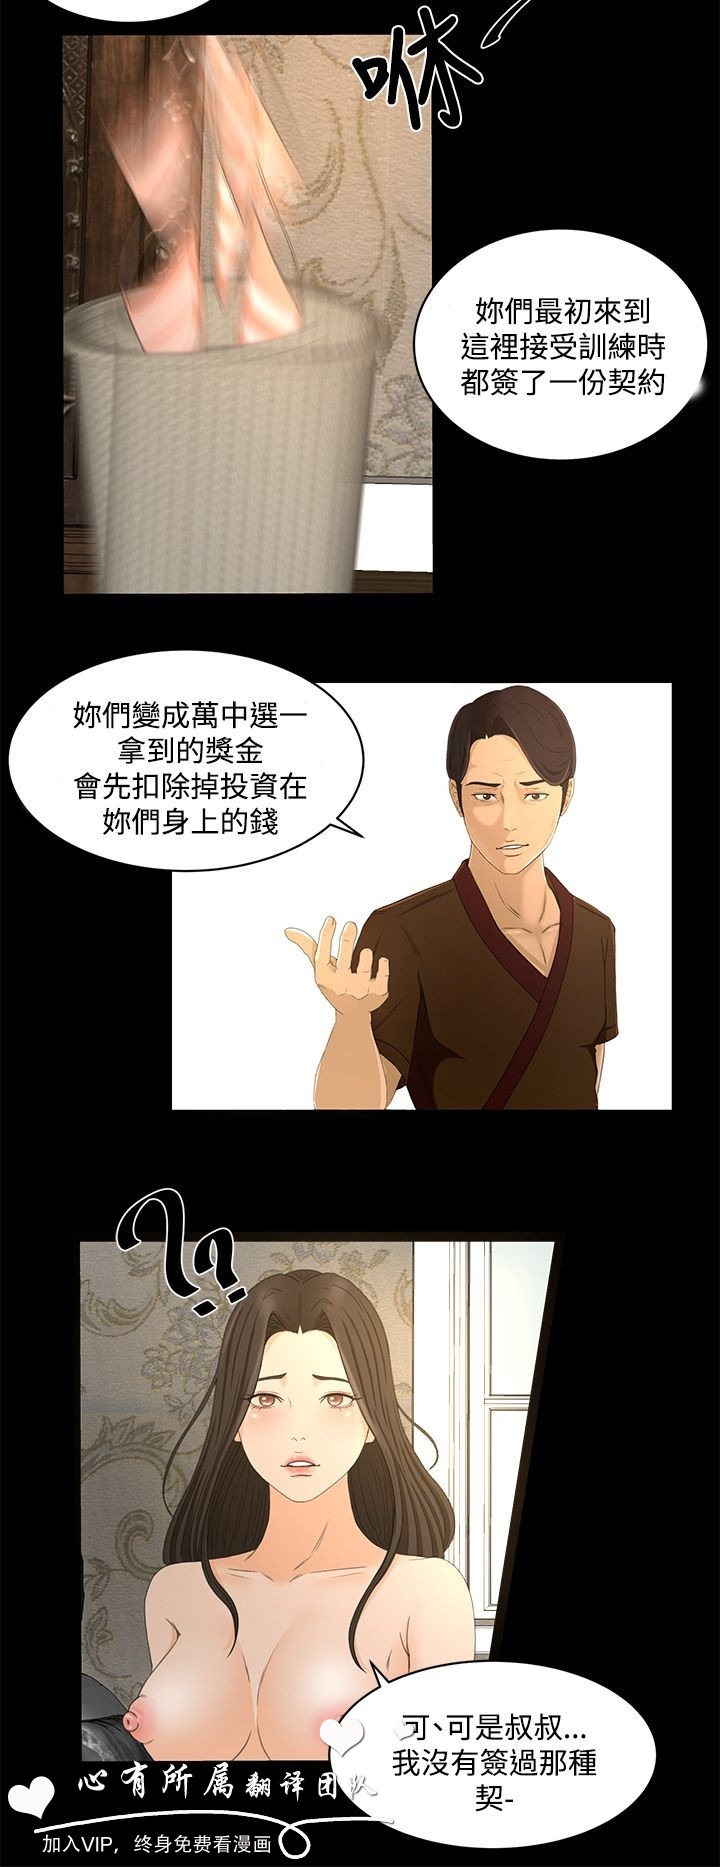 咻
妳們最初來到
這裡接受訓練時
都簽了一份契約
妳們變成萬中選一
拿到的獎金
會先扣除掉投資在
妳們身上的錢
??
可、可是叔叔...
我沒有簽過那種
契-
心有所属翻译团队
加入VIP，终身免费看漫画